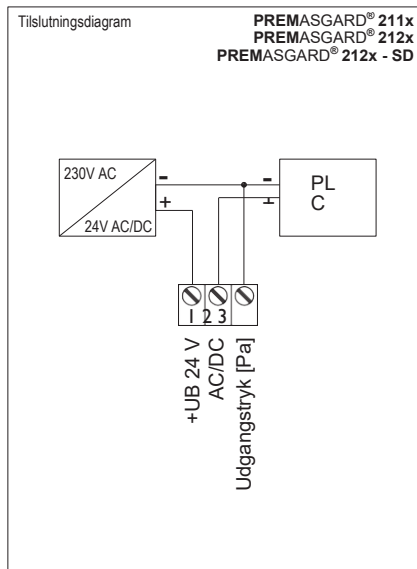 Tilslutningsdiagram
PREMASGARD® 211x
PREMASGARD® 212x
PREMASGARD® 212x - SD
230V AC
24V AC/DC
-
+
-
+
PL
C
1 2 3
+UB 24 V
AC/DC
Udgangstryk [Pa]